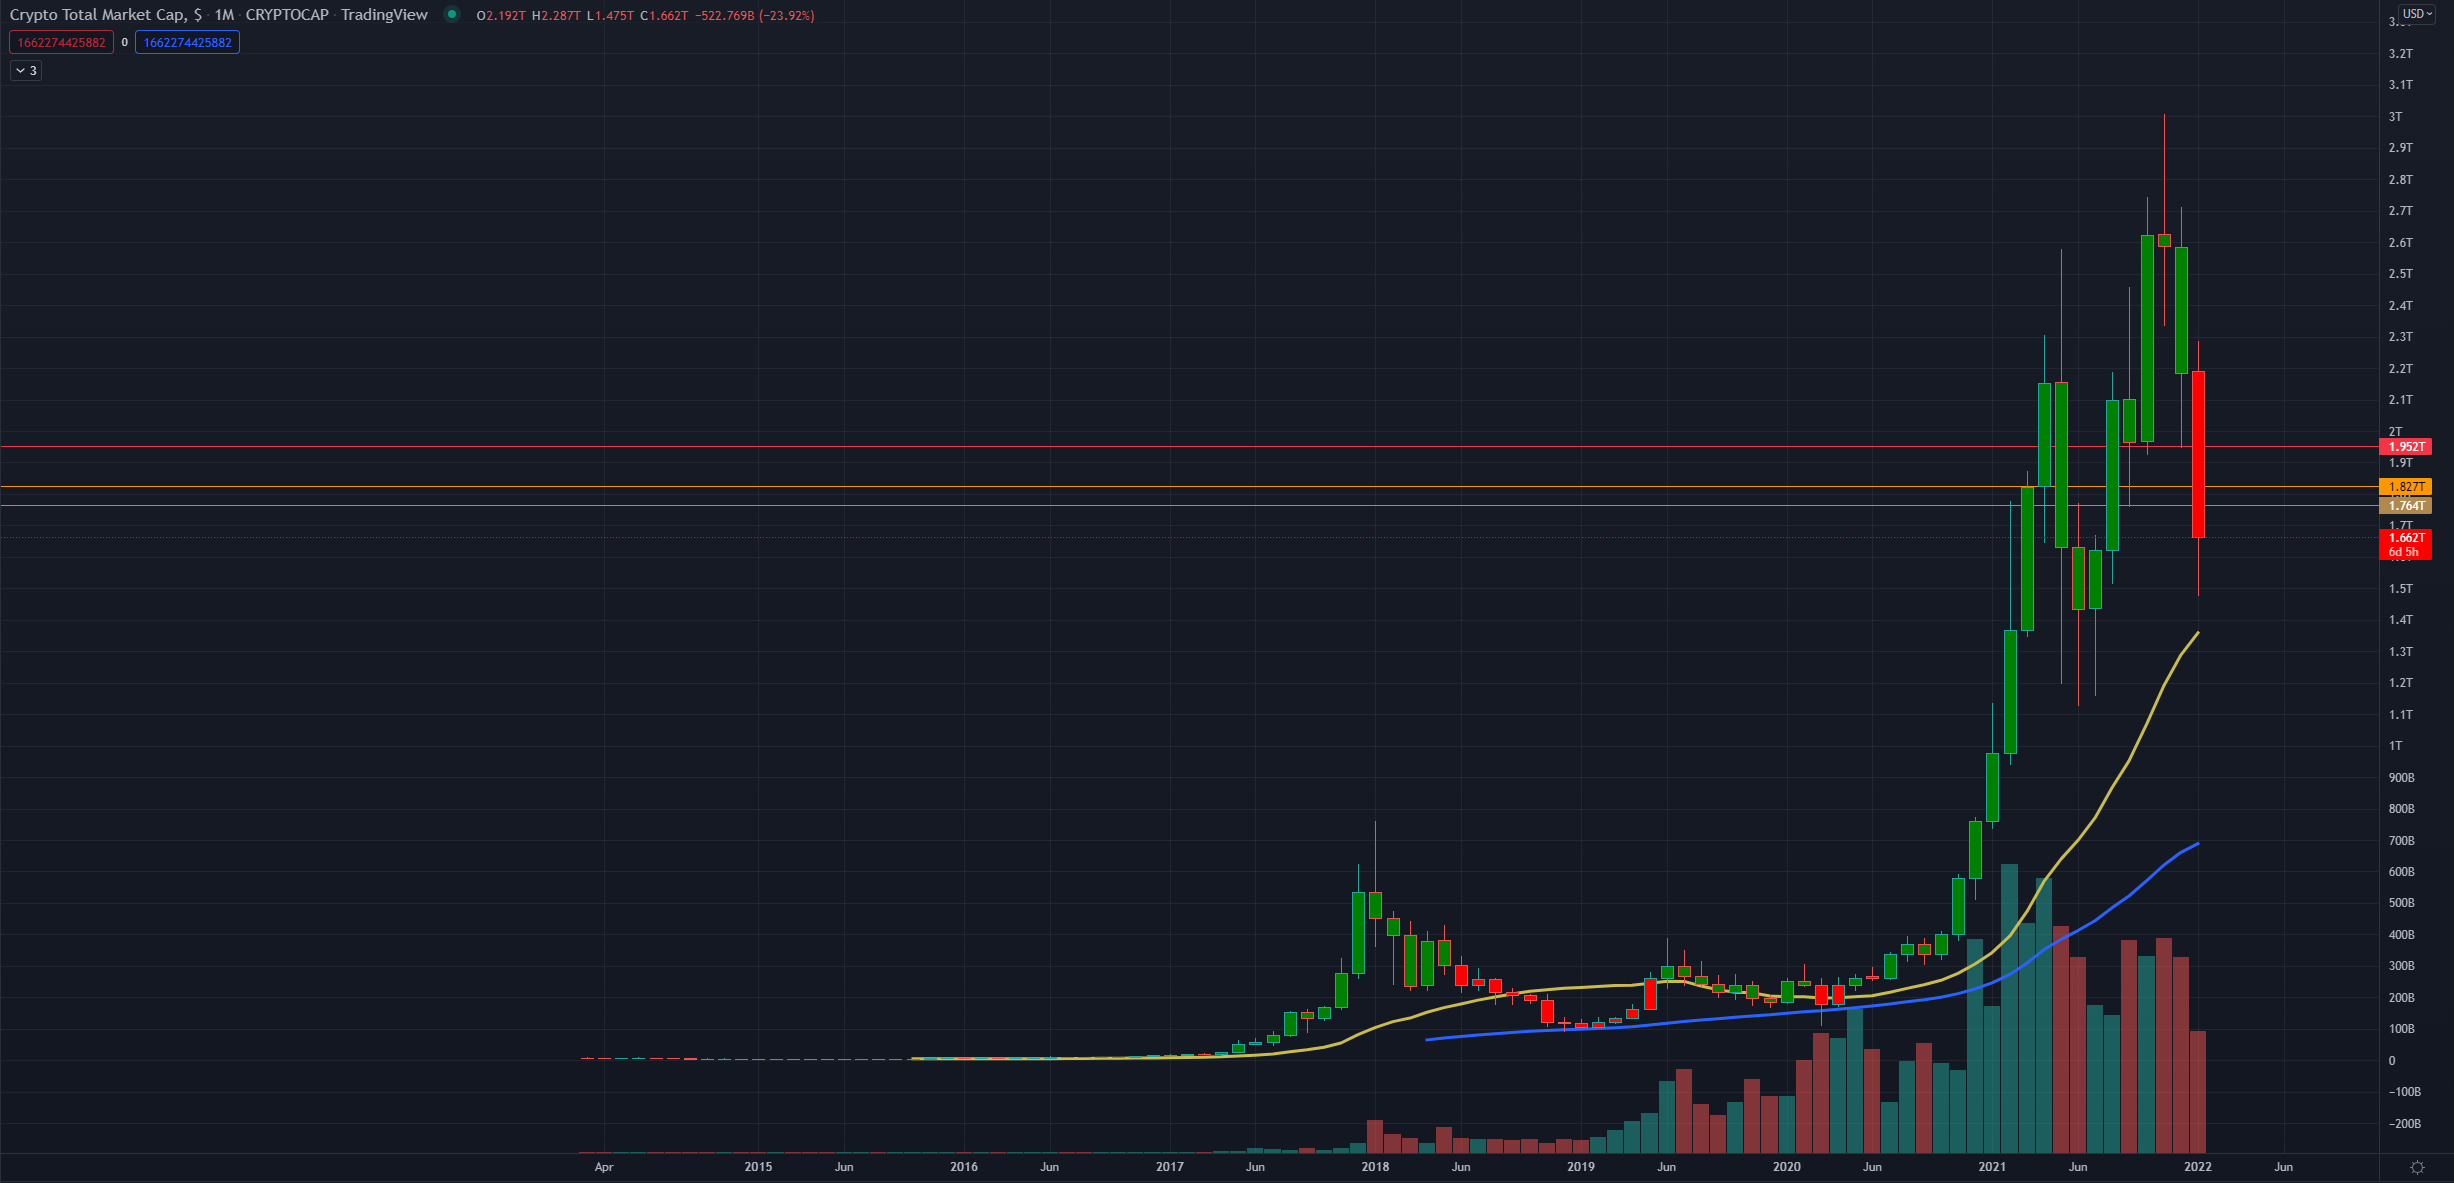 Crypto Total Market Cap, $ · 1M · CRYPTOCAP · TradingView
O2.192T H2.287T L1.475T C1.662T −522.769B (−23.92%)
1662274425882 0 1662274425882
3
USD
3.2T
3.1T
3T
2.9T
2.8T
2.7T
2.6T
2.5T
2.4T
2.3T
2.2T
2.1T
2T
1.952T
1.9T
1.827T
1.764T
1.7T
1.662T
6d 5h
1.5T
1.4T
1.3T
1.2T
1.1T
1T
900B
800B
700B
600B
500B
400B
300B
200B
100B
0
−100B
−200B
Apr 2015 Jun 2016 Jun 2017 Jun 2018 Jun 2019 Jun 2020 Jun 2021 Jun 2022 Jun